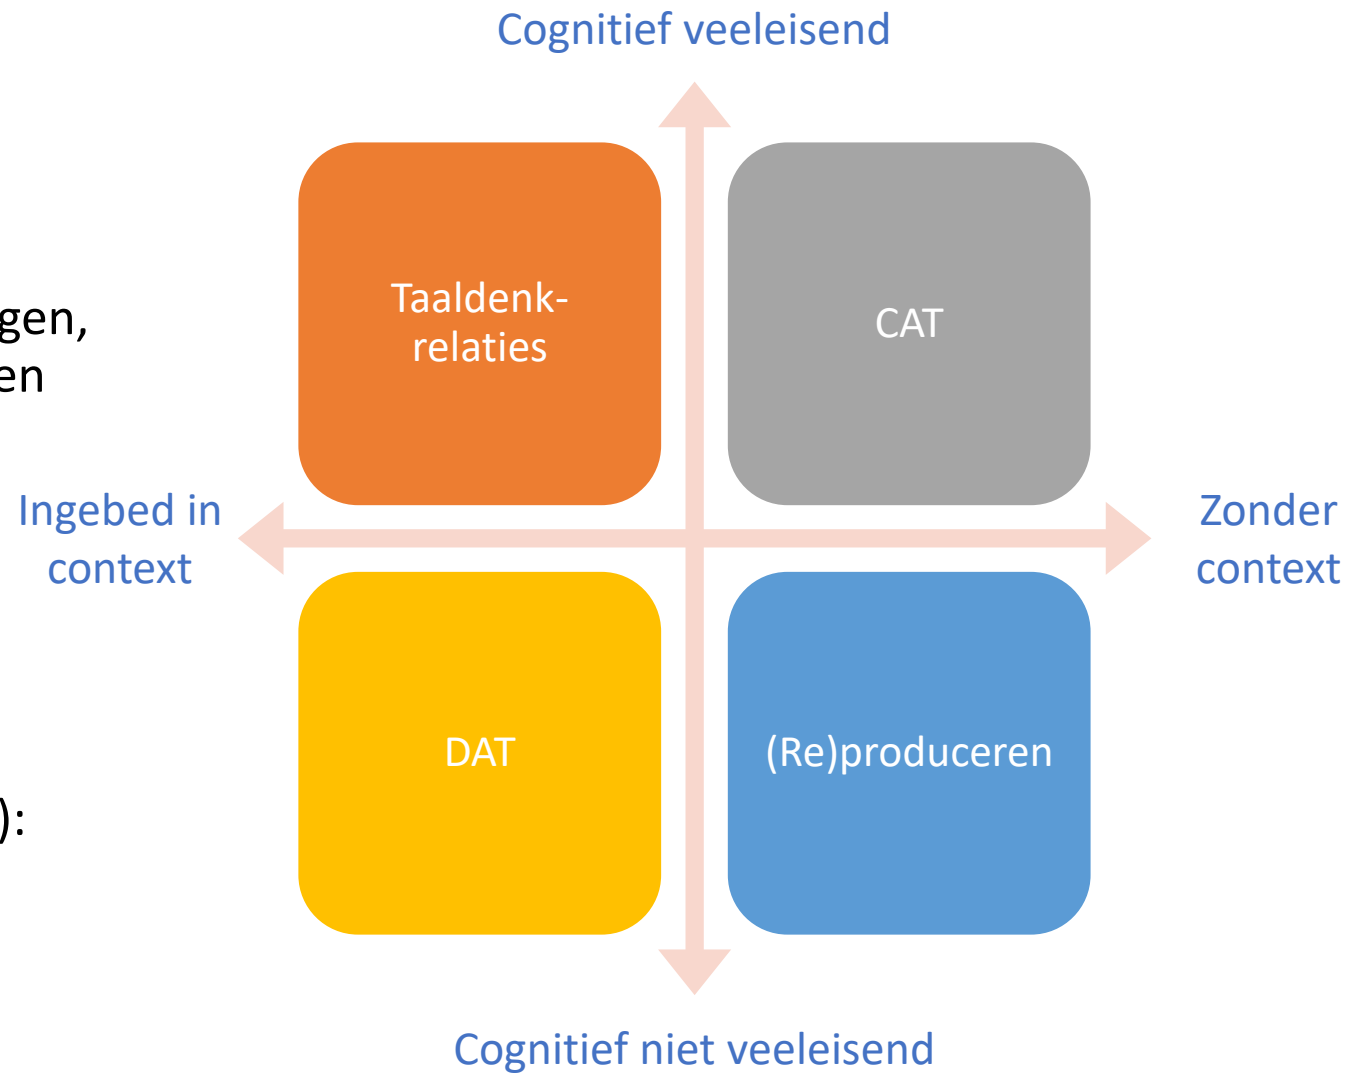 Cognitief veeleisend
Taaldenk-
relaties
CAT
gen,
en
Ingebed in
context
Zonder
context
DAT
(Re)produceren
):
Cognitief niet veeleisend